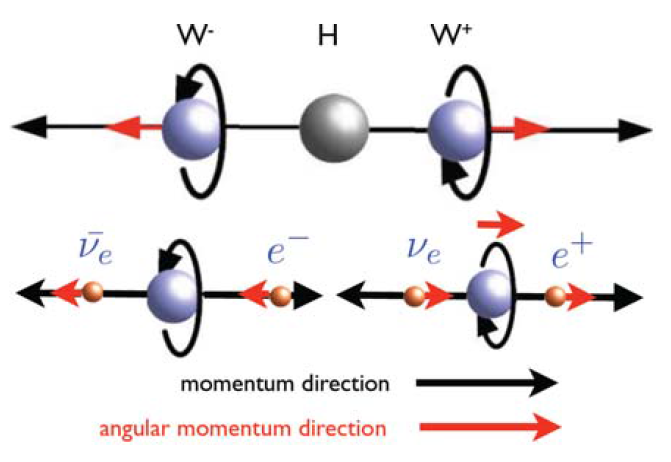 W- H W+
ν̄e e− νe e+
momentum direction
angular momentum direction